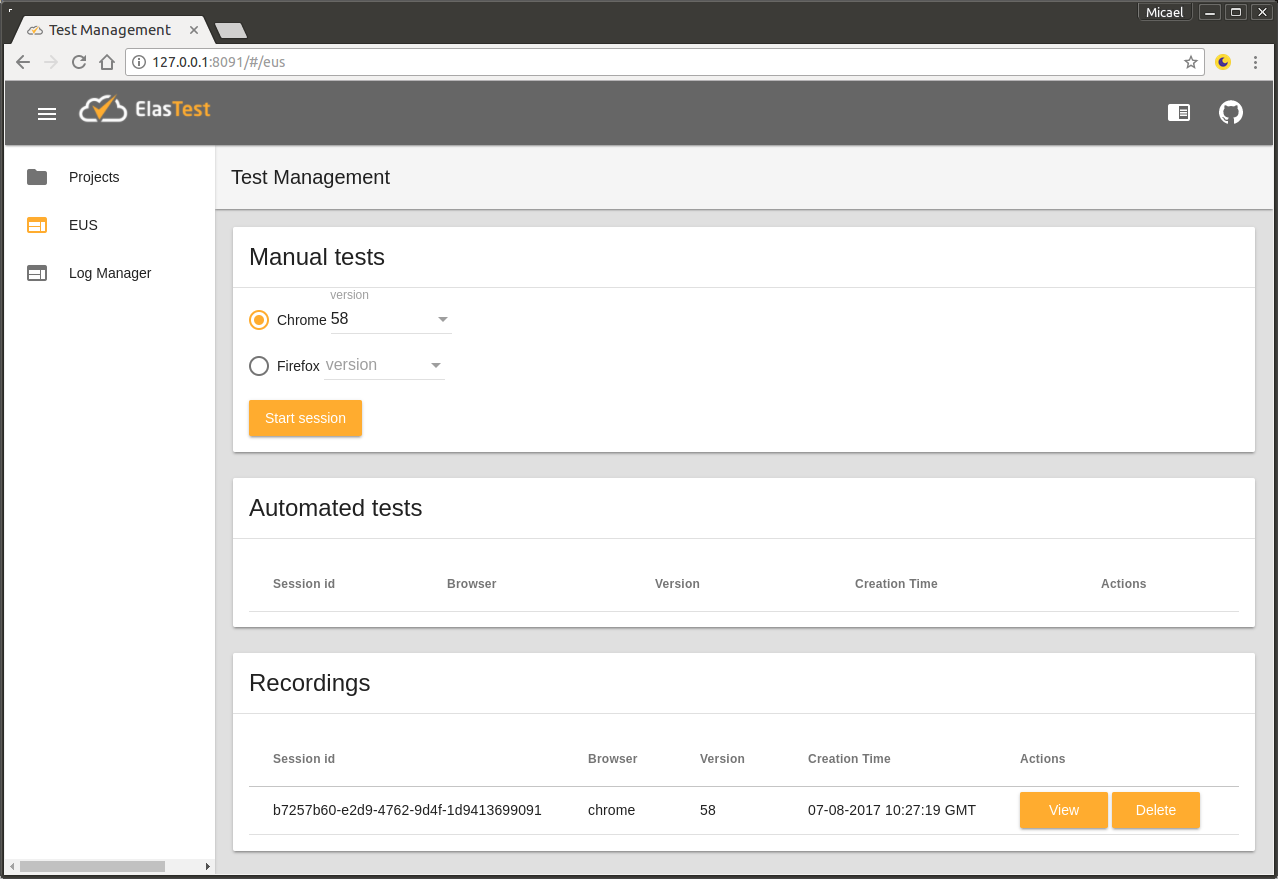 Micael
Test Management
127.0.0.1:8091/#/eus
ElasTest
Projects
EUS
Log Manager
Test Management
Manual tests
version
Chrome 58
Firefox version
Start session
Automated tests
Session id Browser Version Creation Time Actions
Recordings
Session id Browser Version Creation Time Actions
b7257b60-e2d9-4762-9d4f-1d9413699091 chrome 58 07-08-2017 10:27:19 GMT View Delete